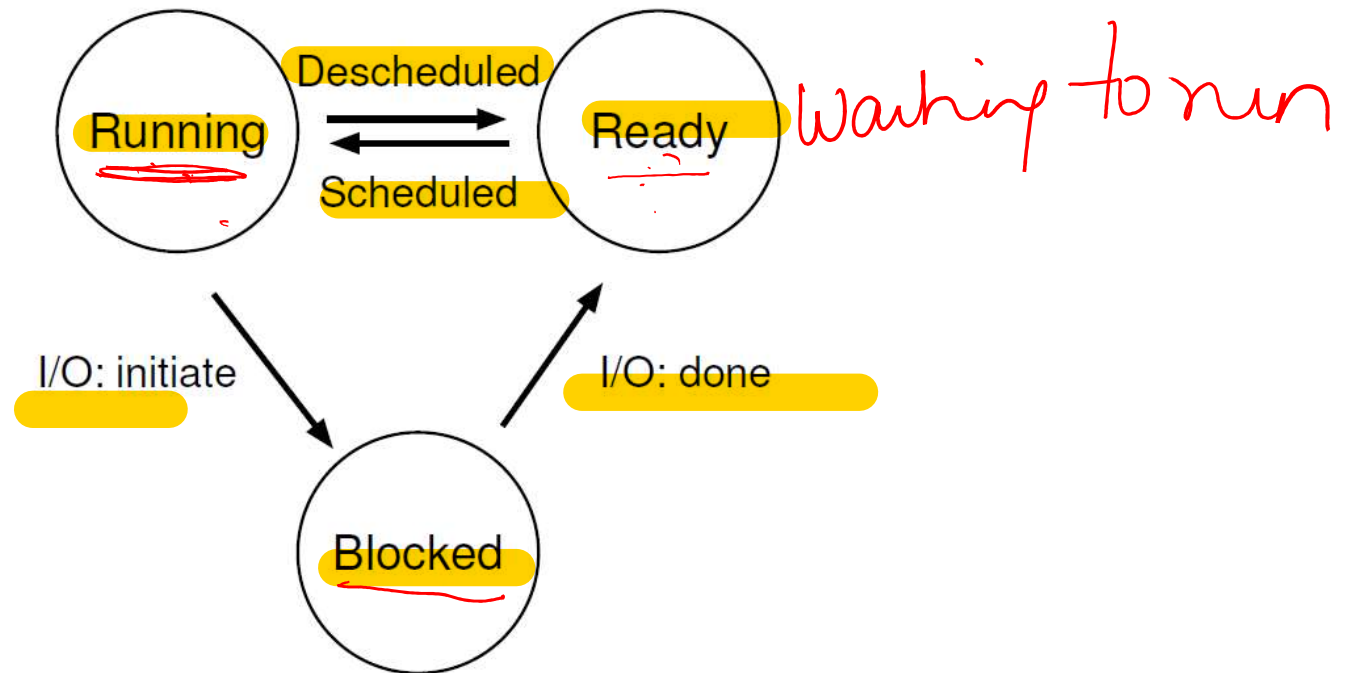 Descheduled
Running
Ready
waiting to run
Scheduled
I/O: initiate
I/O: done
Blocked